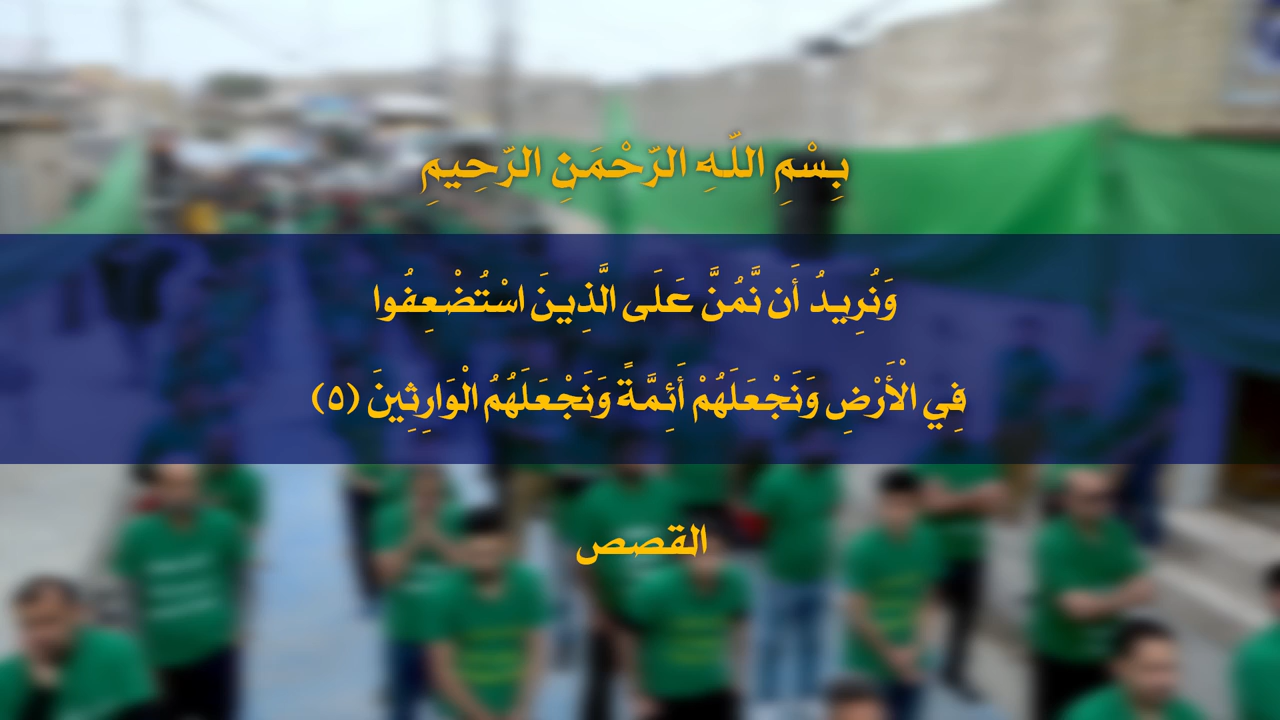 بِسْمِ اللّهِ الرّحْمَنِ الرّحِيمِ
وَنُرِيدُ أَن نَّمُنَّ عَلَى الَّذِينَ اسْتُضْعِفُوا
فِي الْأَرْضِ وَنَجْعَلَهُمْ أَئِمَّةً وَنَجْعَلَهُمُ الْوَارِثِينَ (٥)
القصص